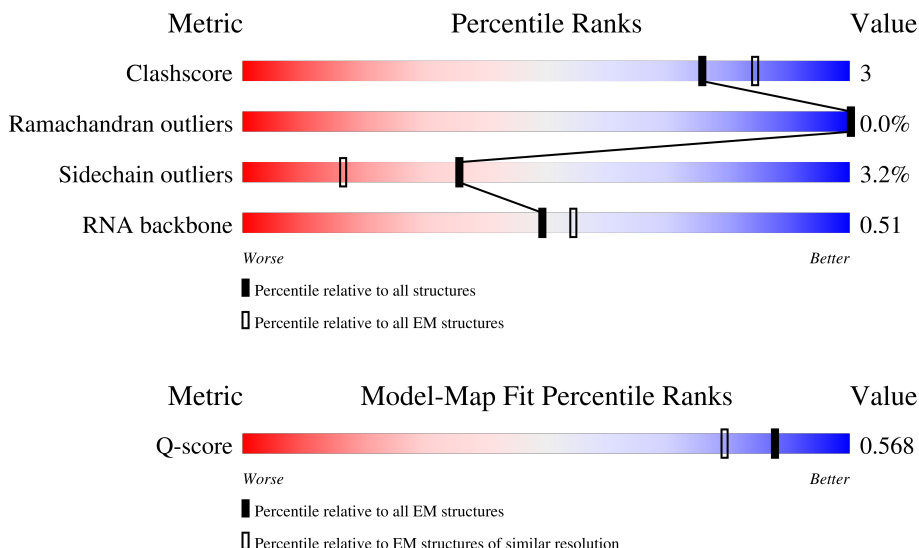 Metric Percentile Ranks Value
Clashscore 3
Ramachandran outliers 0.0%
Sidechain outliers 3.2%
RNA backbone 0.51
Worse Better
Percentile relative to all structures
Percentile relative to all EM structures
Metric Model-Map Fit Percentile Ranks Value
Q-score 0.568
Worse Better
Percentile relative to all EM structures
Percentile relative to EM structures of similar resolution